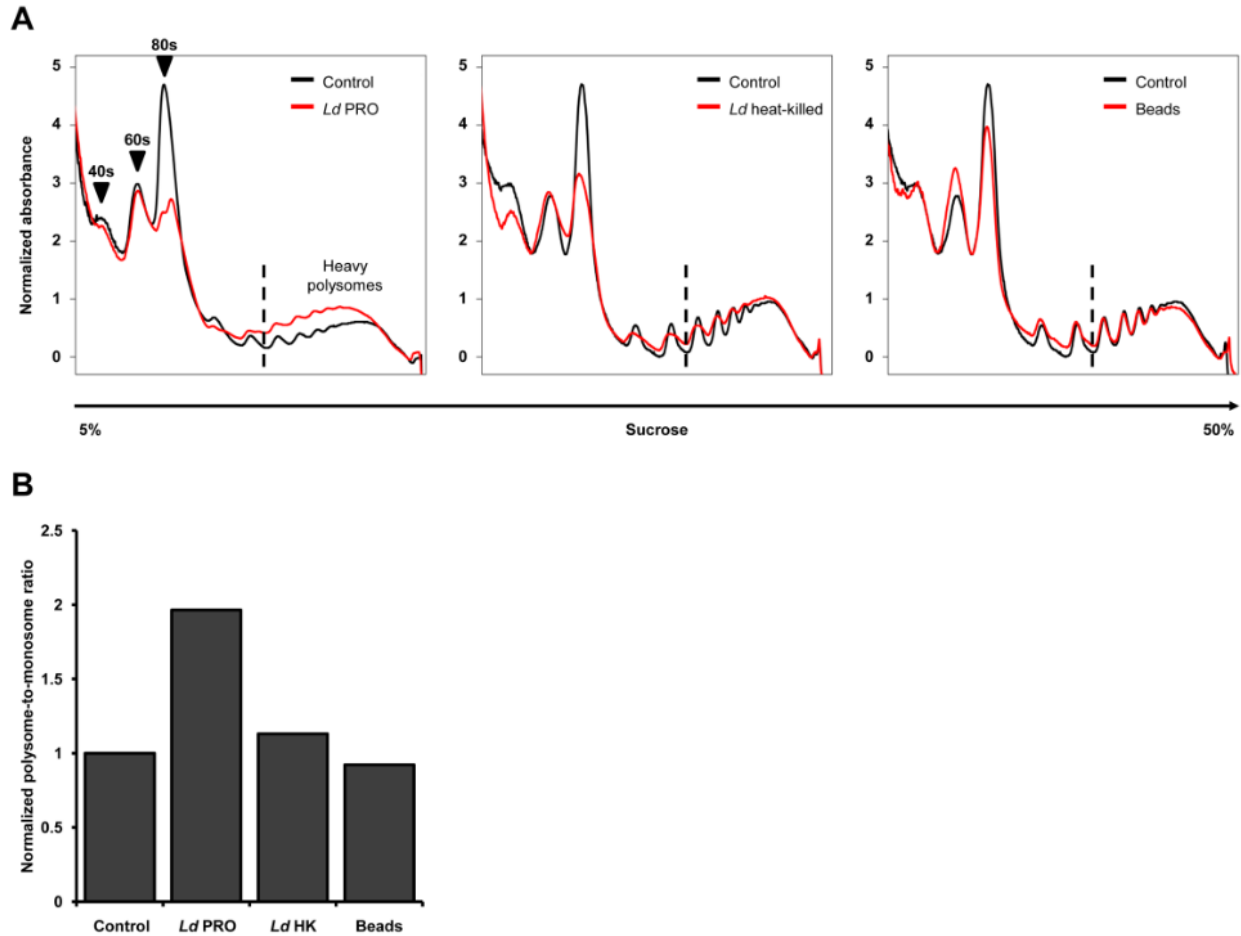 A
80s
60s
40s
Control
Ld PRO
Heavy
polysomes
Normalized absorbance
5
4
3
2
1
0
Control
Ld heat-killed
5
4
3
2
1
0
Control
Beads
5
4
3
2
1
0
5%
Sucrose
50%
B
Normalized polysome-to-monosome ratio
2.5
2
1.5
1
0.5
0
Control
Ld PRO
Ld HK
Beads